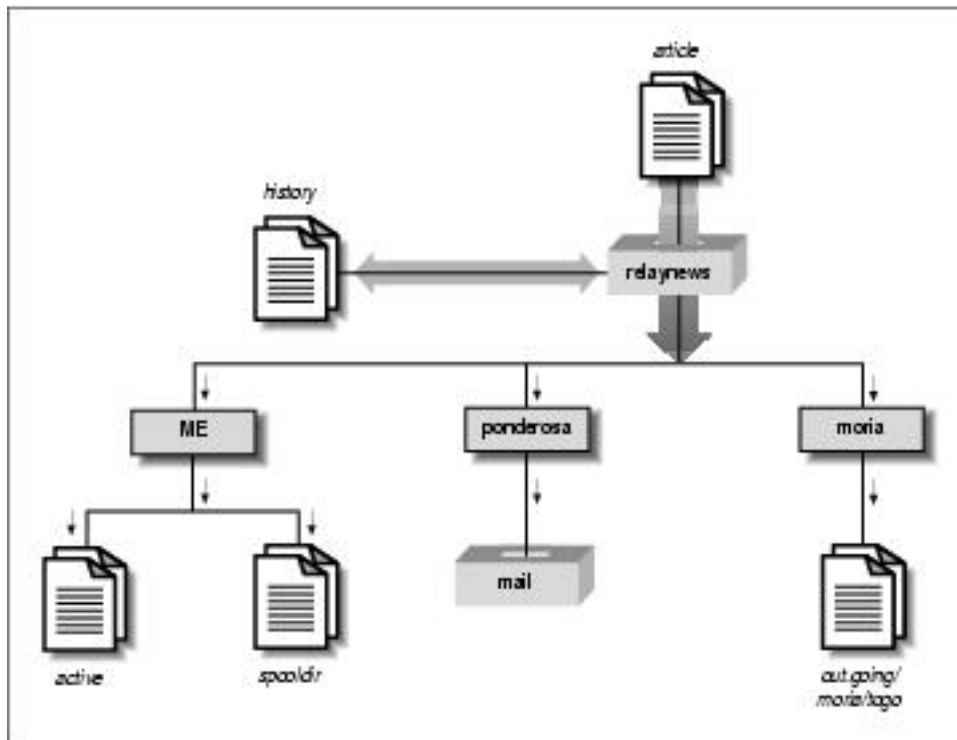 article
history
relaynews
ME
ponderosa
moria
mail
active
spooldir
out.going/
moria/togo